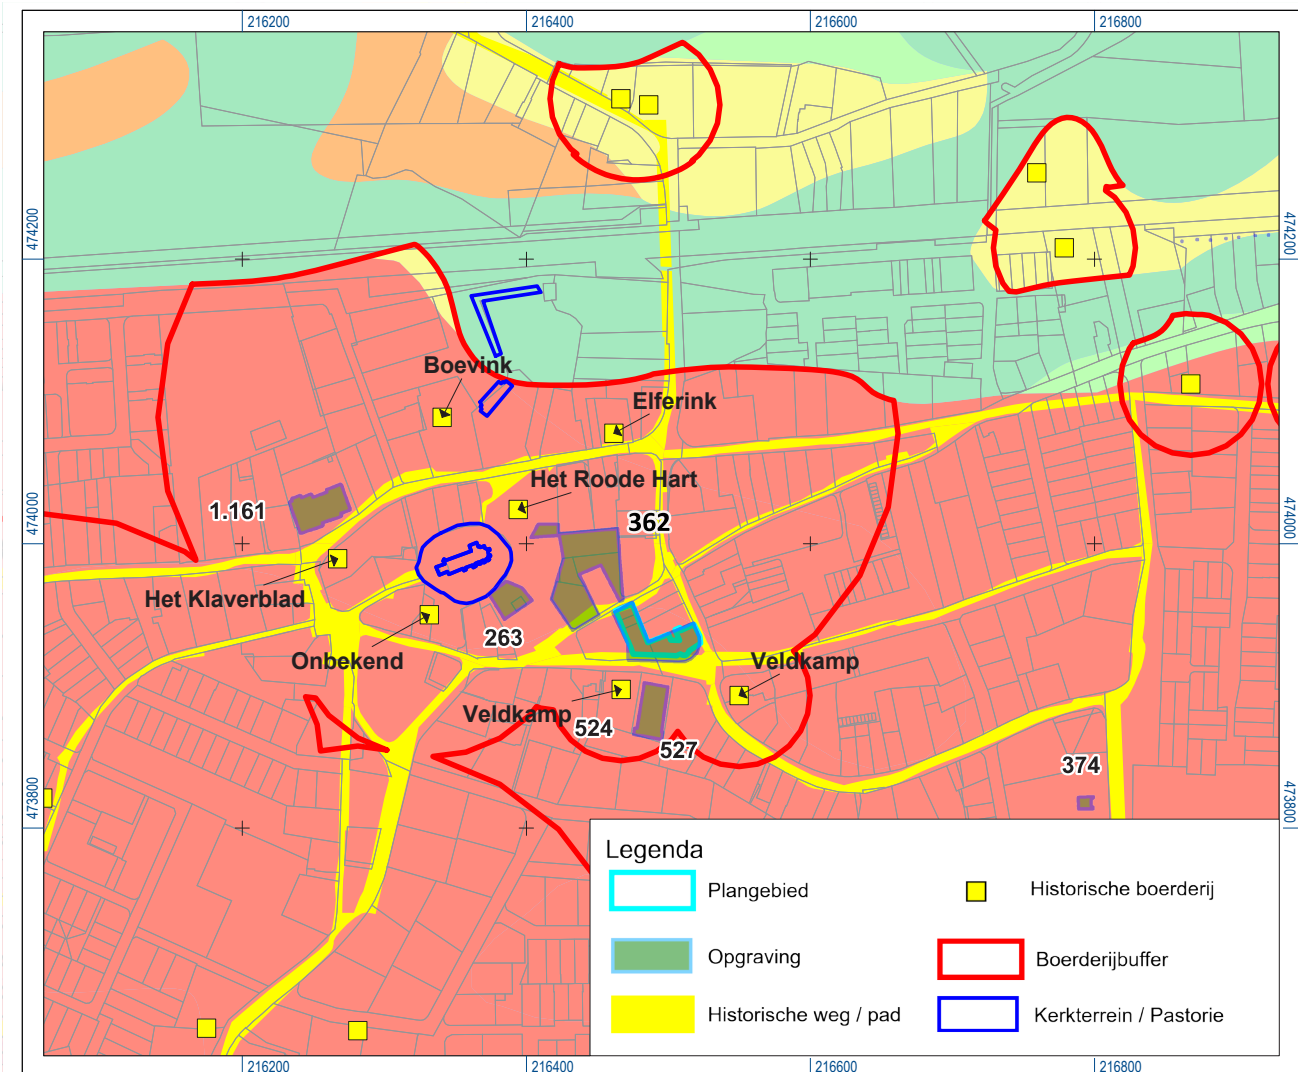 216200 216400 216600 216800
474200 474200
Boevink
Elferink
Het Roode Hart
1.161
362
474000 474000
Het Klaverblad
263
Onbekend
Veldkamp
Veldkamp
524
527
374
473800 473800
Legenda
Plangebied
Historische boerderij
Opgraving
Boerderijbuffer
Historische weg / pad
Kerkterrein / Pastorie
216200 216400 216600 216800